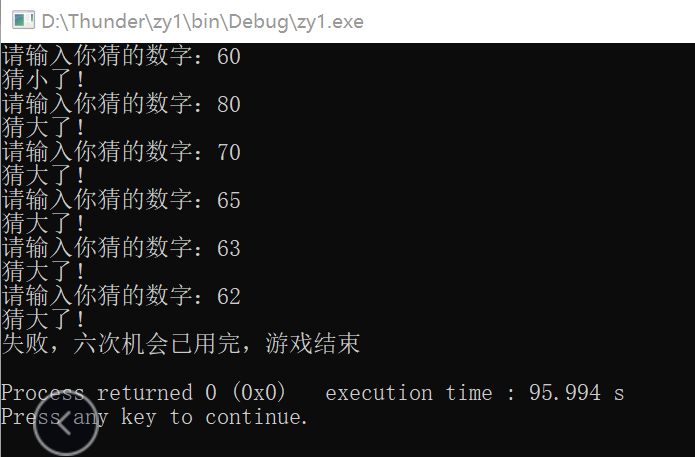 D:\Thunder\zy1\bin\Debug\zy1.exe
请输入你猜的数字：60
猜小了！
请输入你猜的数字：80
猜大了！
请输入你猜的数字：70
猜大了！
请输入你猜的数字：65
猜大了！
请输入你猜的数字：63
猜大了！
请输入你猜的数字：62
猜大了！
失败，六次机会已用完，游戏结束
Process returned 0 (0x0)   execution time : 95.994 s
Press any key to continue.